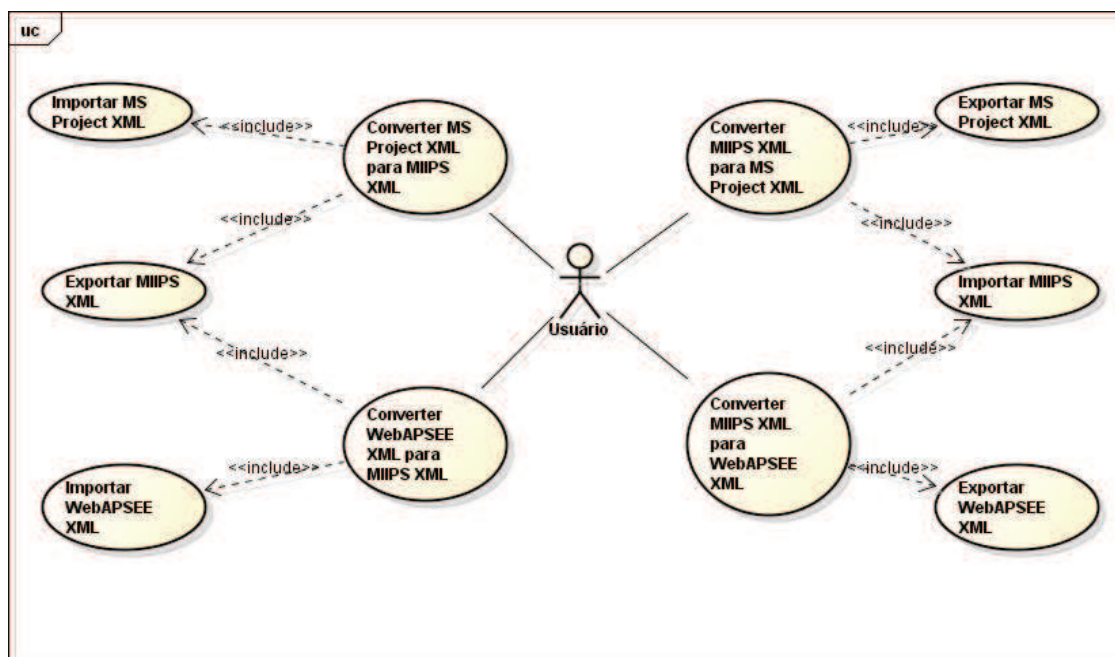 uc
Importar MS
Project XML
<<include>>
Converter MS
Project XML
para MIIPS
XML
Converter
MIIPS XML
para MS
Project XML
<<include>>
Exportar MS
Project XML
<<include>>
<<include>>
Exportar MIIPS
XML
Usuário
Importar MIIPS
XML
<<include>>
<<include>>
Converter
WebAPSEE
XML para
MIIPS XML
Converter
MIIPS XML
para
WebAPSEE
XML
<<include>>
<<include>>
Importar
WebAPSEE
XML
Exportar
WebAPSEE
XML